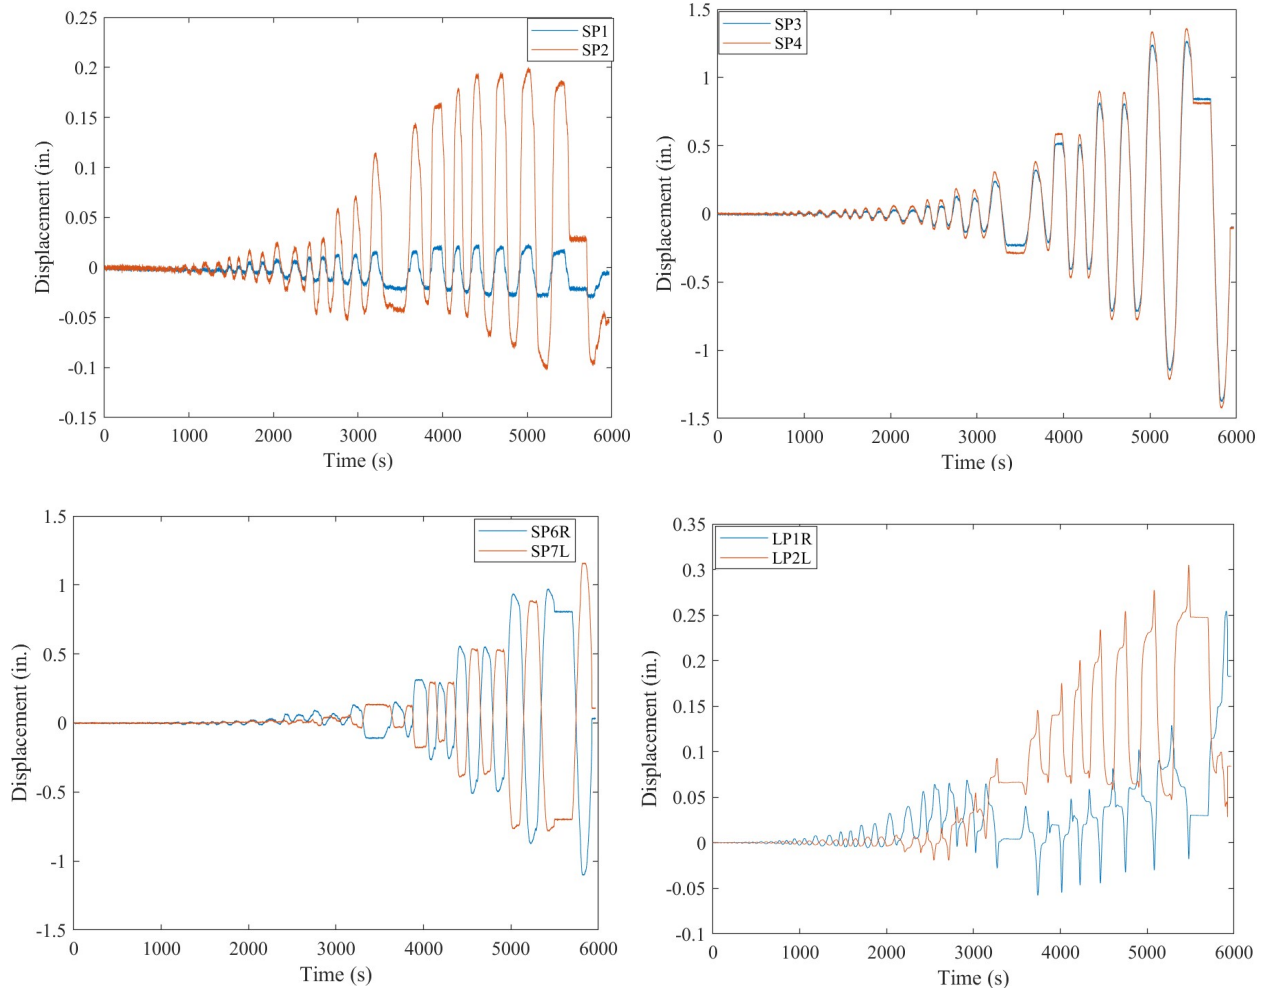 0.25
0.2
0.15
0.1
0.05
0
-0.05
-0.1
-0.15
Displacement (in.)
SP1
SP2
0 1000 2000 3000 4000 5000 6000
Time (s)
1.5
1
0.5
0
-0.5
-1
-1.5
Displacement (in.)
SP3
SP4
0 1000 2000 3000 4000 5000 6000
Time (s)
1.5
1
0.5
0
-0.5
-1
-1.5
Displacement (in.)
SP6R
SP7L
0 1000 2000 3000 4000 5000 6000
Time (s)
0.35
0.3
0.25
0.2
0.15
0.1
0.05
0
-0.05
-0.1
Displacement (in.)
LP1R
LP2L
0 1000 2000 3000 4000 5000 6000
Time (s)